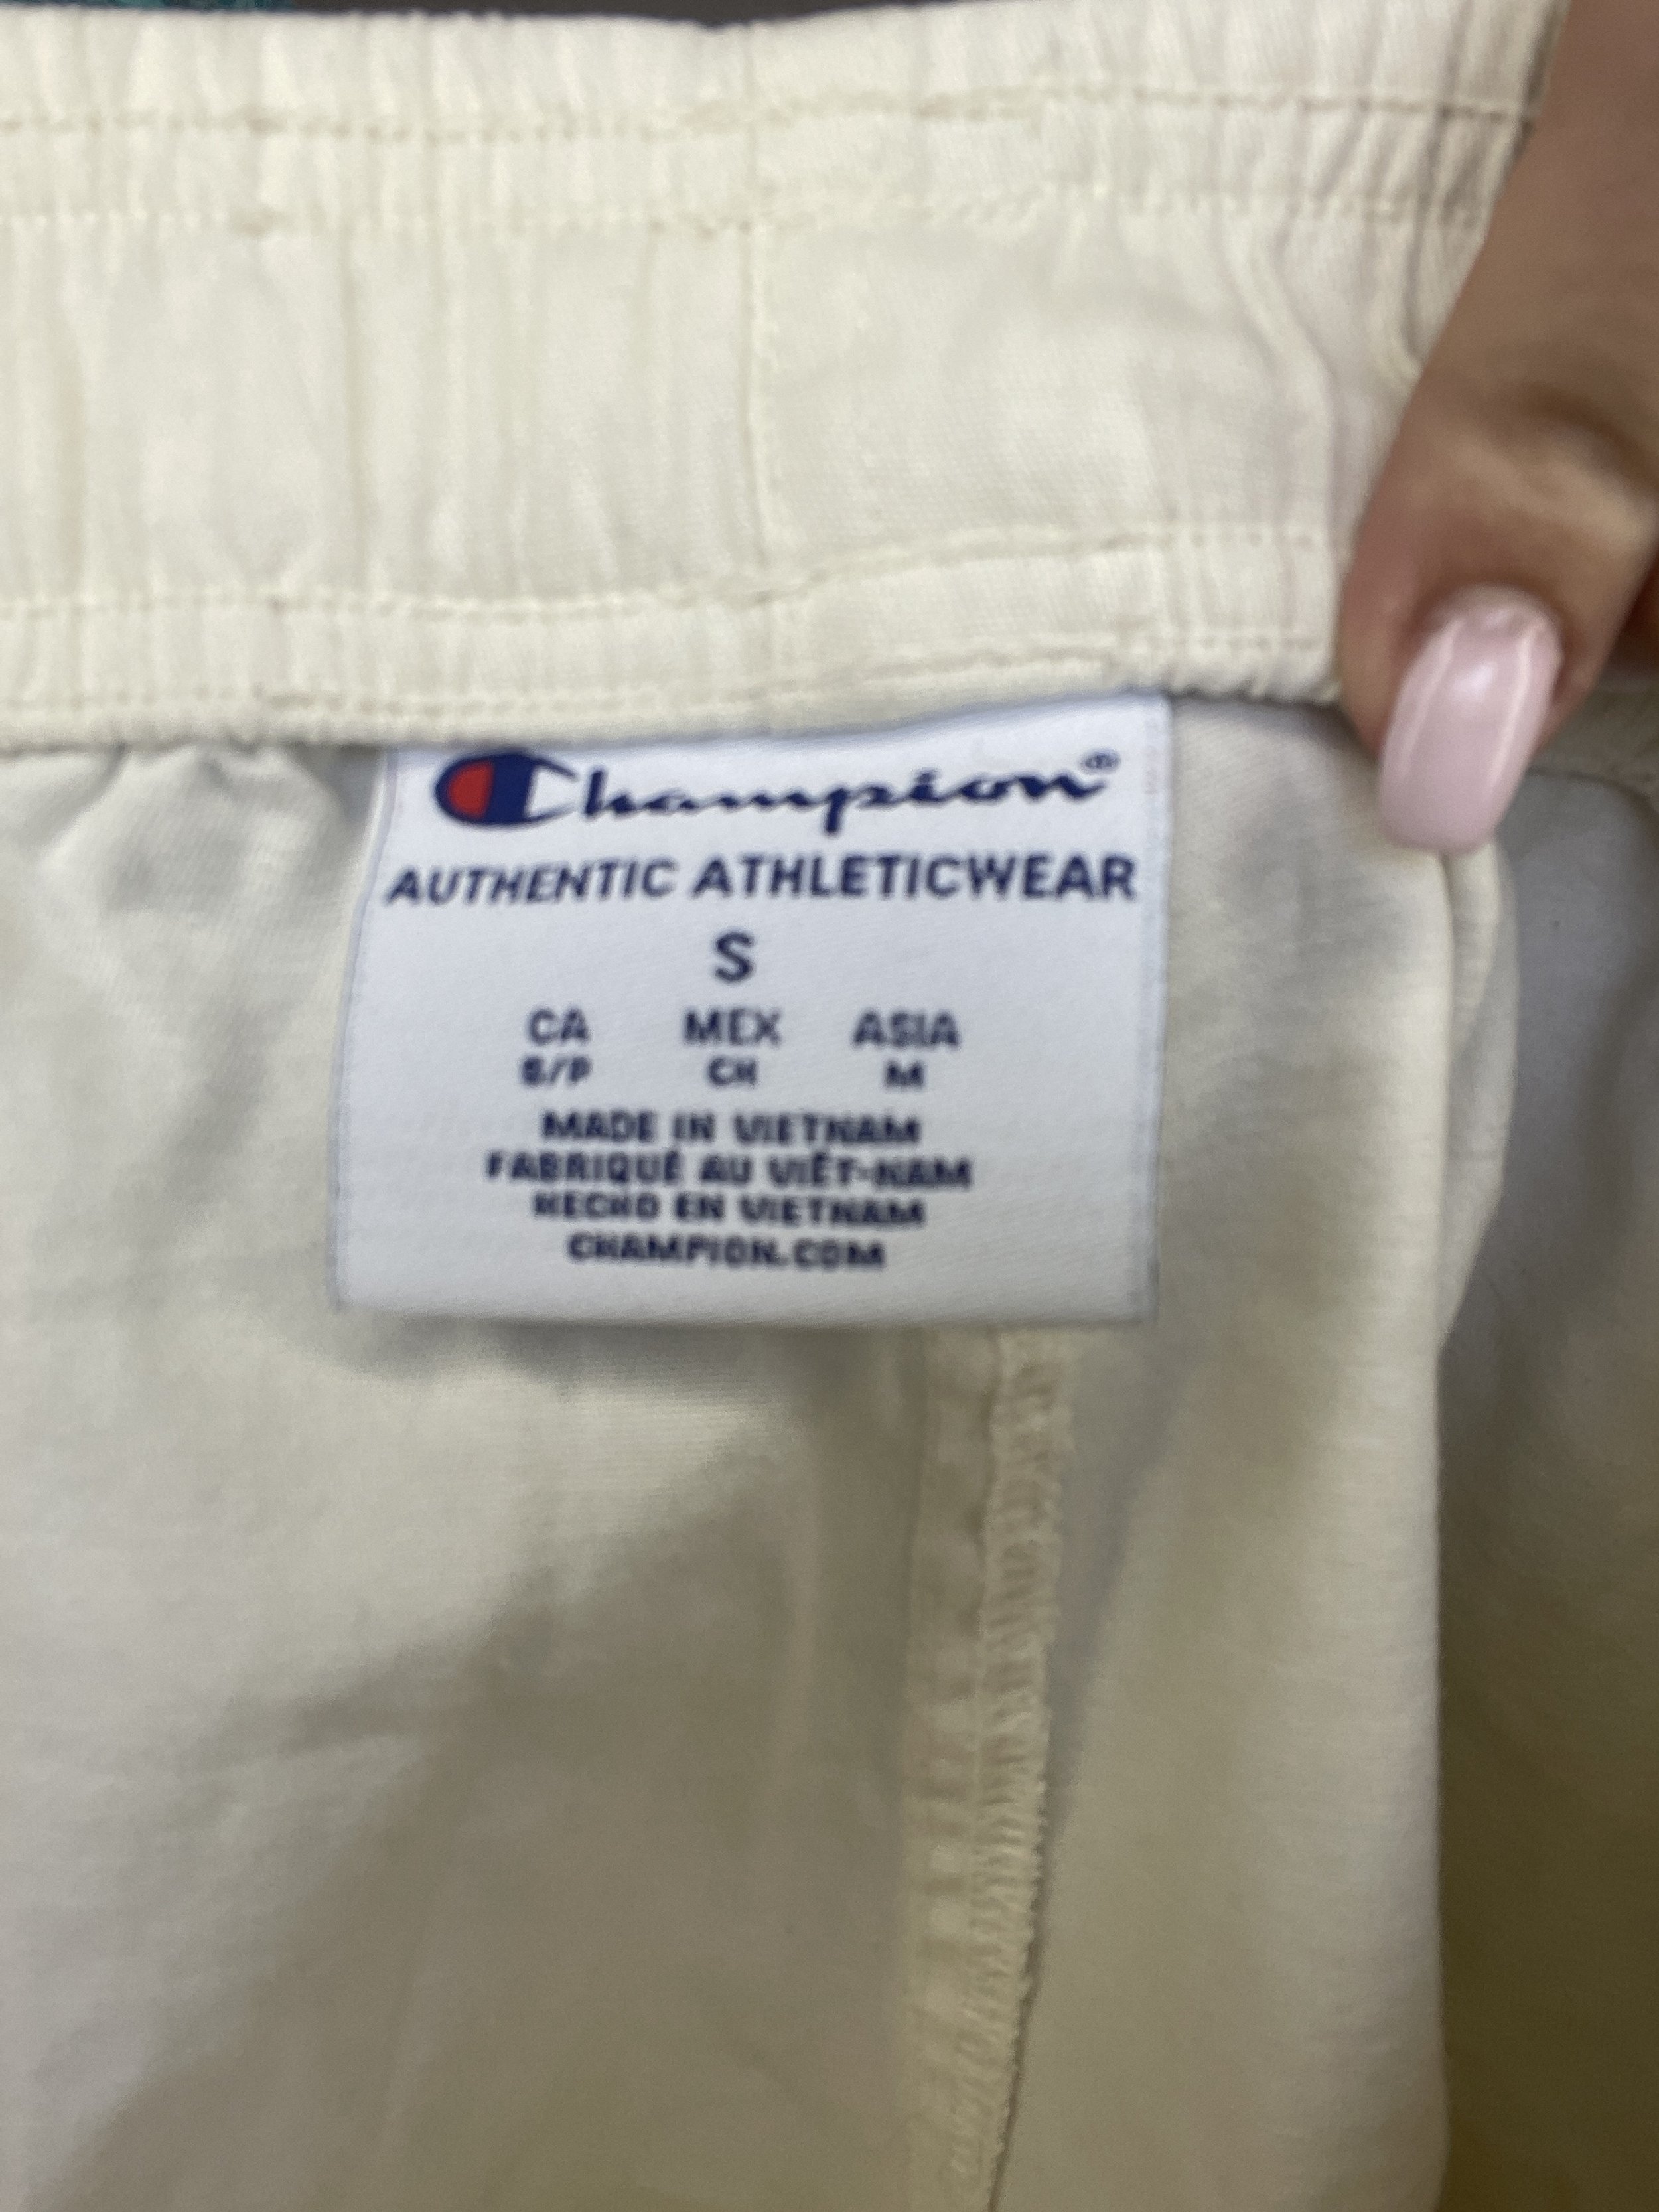 Champion®
AUTHENTIC ATHLETICWEAR
S
CA MEX ASIA
S/P CH M
MADE IN VIETNAM
FABRIQUÉ AU VIÊT-NAM
HECHO EN VIETNAM
CHAMPION.COM